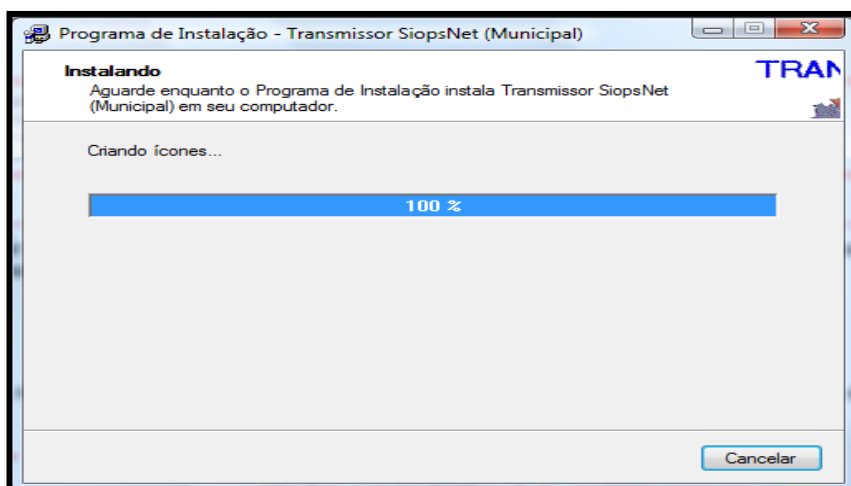 Programa de Instalação - Transmissor SiopsNet (Municipal)
Instalando
TRAN
Aguarde enquanto o Programa de Instalação instala Transmissor SiopsNet
(Municipal) em seu computador.
Criando ícones...
100 %
Cancelar